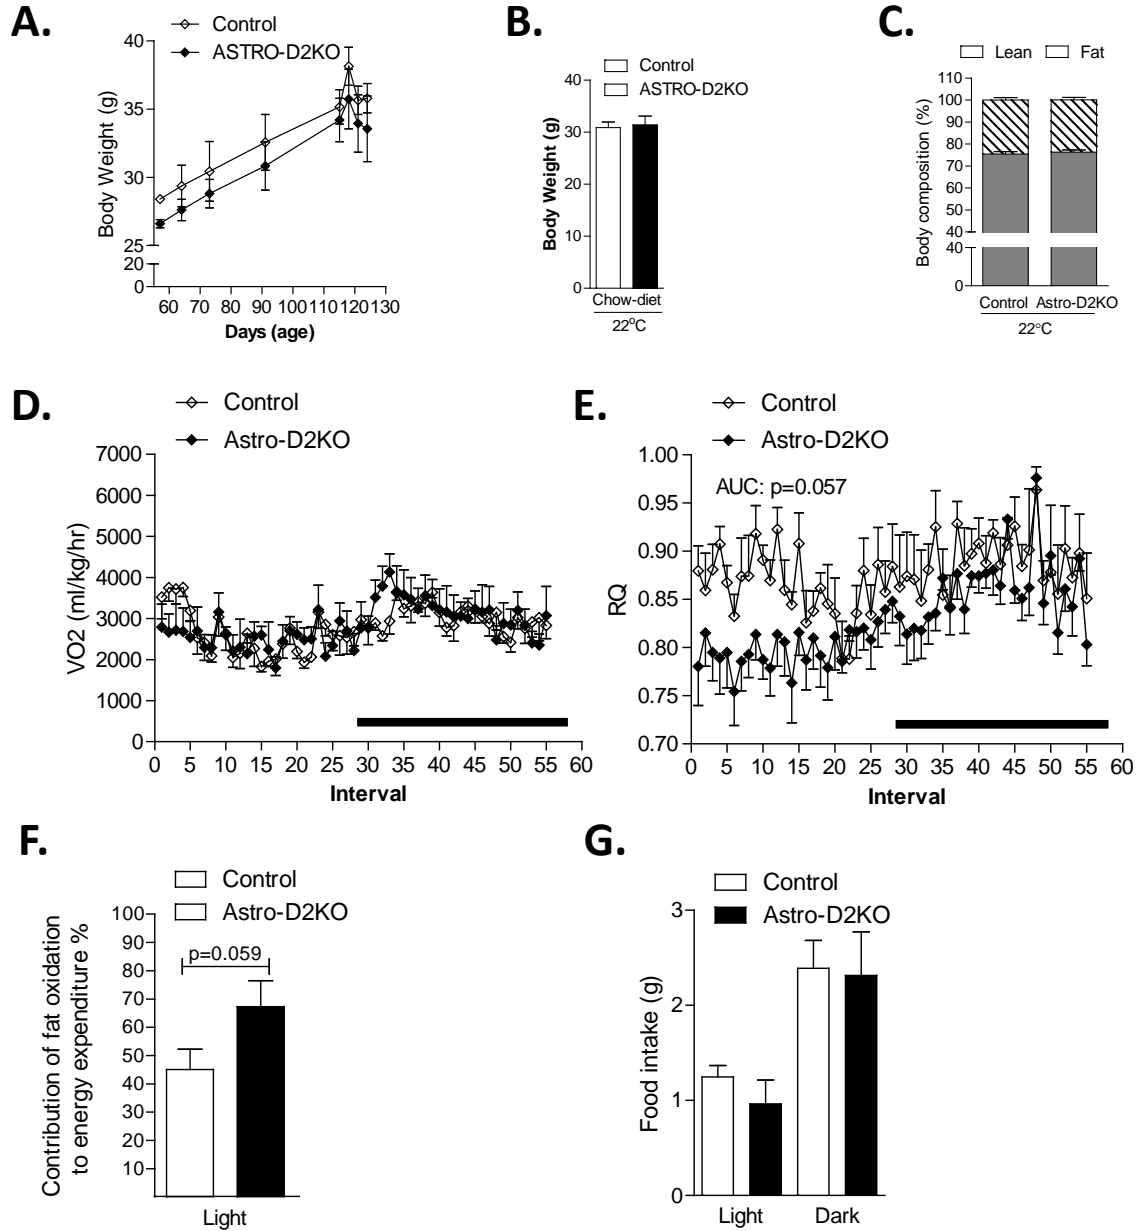 A.
Control
ASTRO-D2KO
40
35
30
25
20
0
Body Weight (g)
60 70 80 90 100 110 120 130
Days (age)
B.
Control
ASTRO-D2KO
40
30
20
10
0
Body Weight (g)
Chow-diet
22°C
C.
Lean Fat
110
100
90
80
70
60
50
40
40
0
Body composition (%)
Control Astro-D2KO
22°C
D.
Control
Astro-D2KO
7000
6000
5000
4000
3000
2000
1000
0
VO2 (ml/kg/hr)
0 5 10 15 20 25 30 35 40 45 50 55 60
Interval
E.
Control
Astro-D2KO
AUC: p=0.057
1.00
0.95
0.90
0.85
0.80
0.75
0.70
RQ
0 5 10 15 20 25 30 35 40 45 50 55 60
Interval
F.
Control
Astro-D2KO
p=0.059
100
90
80
70
60
50
40
30
20
10
Contribution of fat oxidation
to energy expenditure %
Light
G.
Control
Astro-D2KO
3
2
1
0
Food intake (g)
Light Dark